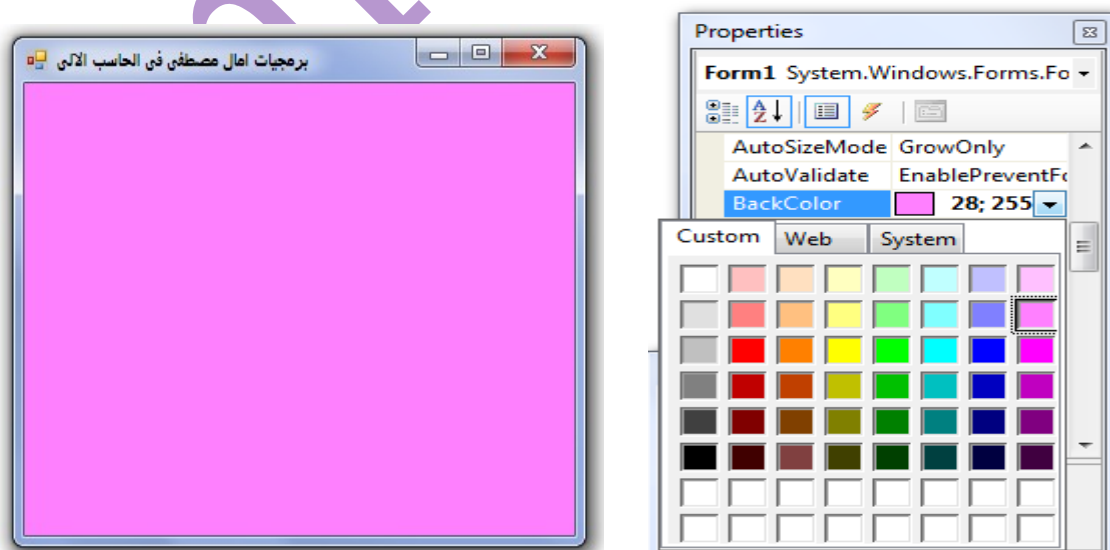 برمجيات امال مصطفى فى الحاسب الالى
Properties
Form1 System.Windows.Forms.Fo
AutoSizeMode GrowOnly
AutoValidate EnablePreventFo
BackColor 28; 255
Custom Web System